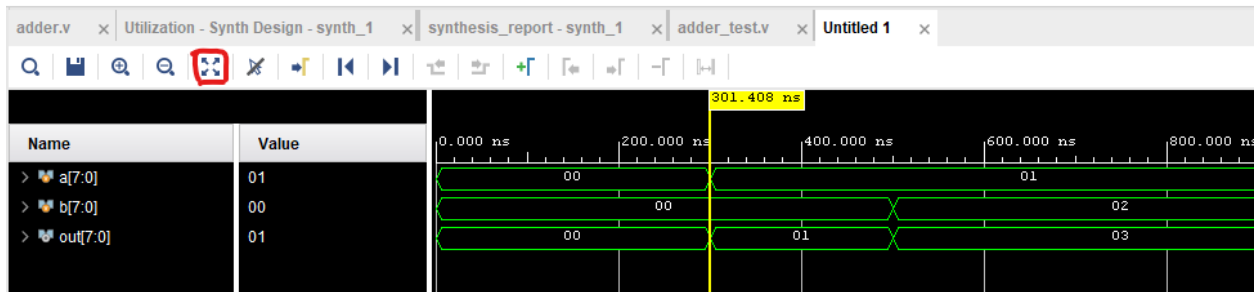 adder.v × Utilization - Synth Design - synth_1 × synthesis_report - synth_1 × adder_test.v × Untitled 1 ×
301.408 ns
Name Value 0.000 ns 200.000 ns 400.000 ns 600.000 ns 800.000 ns
> a[7:0] 01 00 01
> b[7:0] 00 00 02
> out[7:0] 01 00 01 03